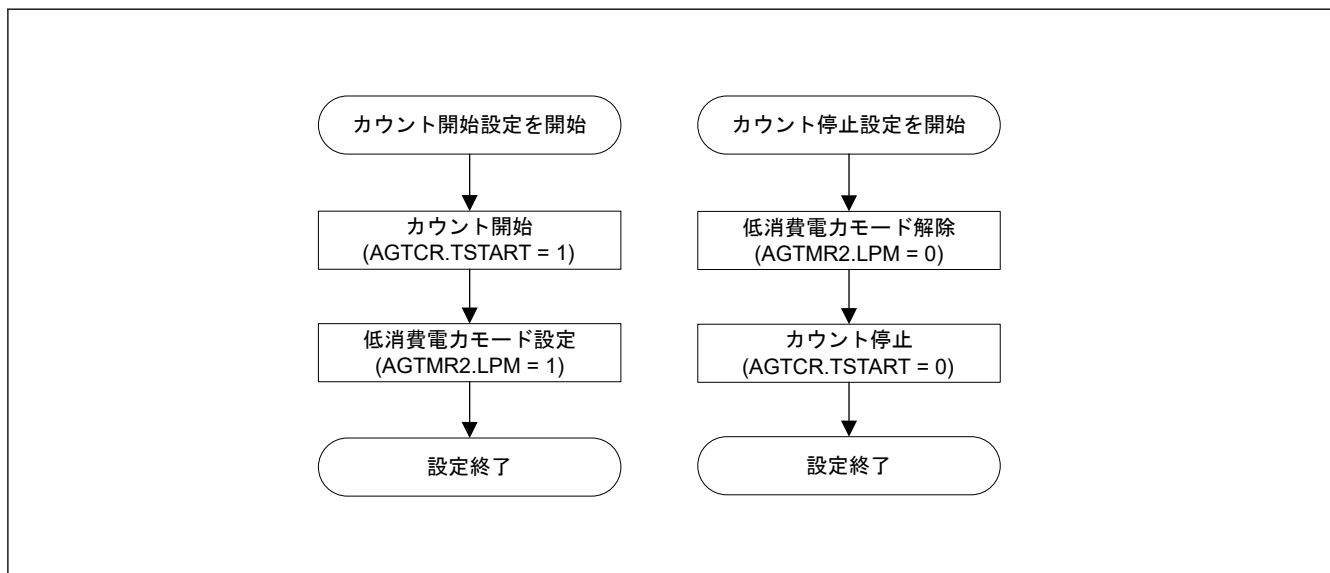 カウント開始設定を開始
カウント開始
(AGTCR.TSTART = 1)
低消費電力モード設定
(AGTMR2.LPM = 1)
設定終了
カウント停止設定を開始
低消費電力モード解除
(AGTMR2.LPM = 0)
カウント停止
(AGTCR.TSTART = 0)
設定終了